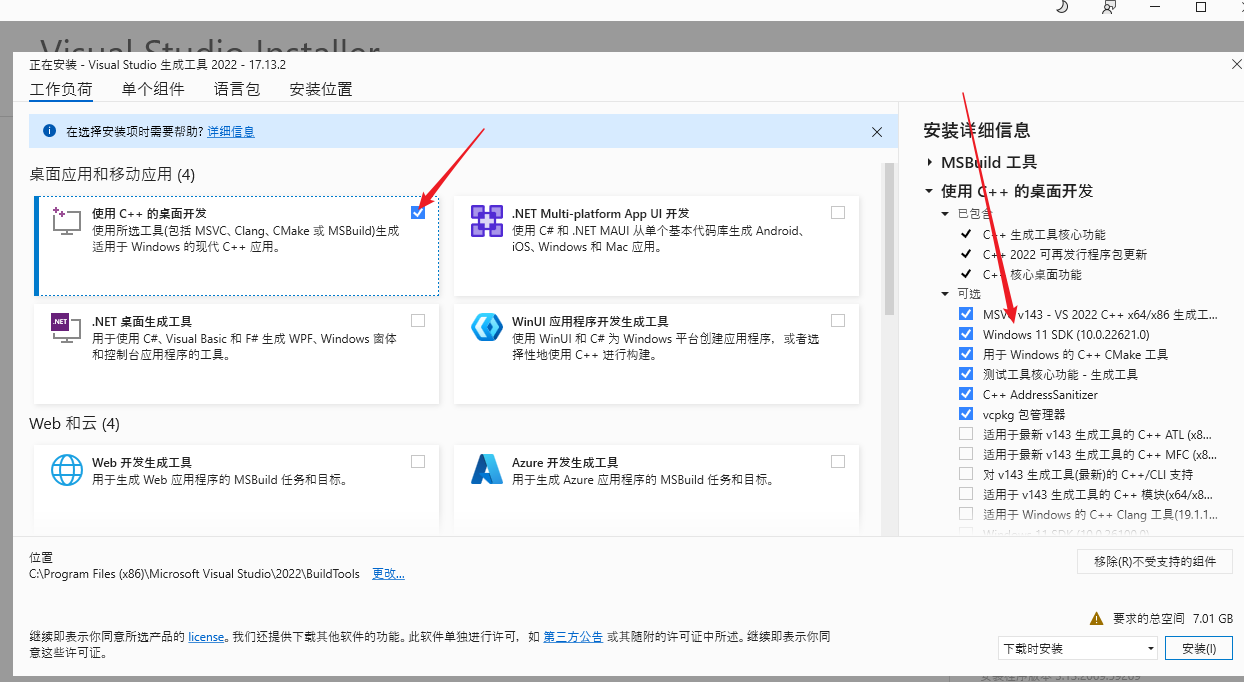 Visual Studio Installer
正在安装 - Visual Studio 生成工具 2022 - 17.13.2
工作负荷 单个组件 语言包 安装位置
在选择安装项时需要帮助? 详细信息
桌面应用和移动应用 (4)
使用 C++ 的桌面开发
使用所选工具(包括 MSVC、Clang、CMake 或 MSBuild)生成
适用于 Windows 的现代 C++ 应用。
.NET Multi-platform App UI 开发
使用 C# 和 .NET MAUI 从单个基本代码库生成 Android、
iOS、Windows 和 Mac 应用。
.NET
.NET 桌面生成工具
用于使用 C#、Visual Basic 和 F# 生成 WPF、Windows 窗体
和控制台应用程序的工具。
WinUI 应用程序开发生成工具
使用 WinUI 和 C# 为 Windows 平台创建应用程序，或者选
择性地使用 C++ 进行构建。
Web 和云 (4)
Web 开发生成工具
用于生成 Web 应用程序的 MSBuild 任务和目标。
Azure 开发生成工具
用于生成 Azure 应用程序的 MSBuild 任务和目标。
安装详细信息
MSBuild 工具
使用 C++ 的桌面开发
已包含
C++ 生成工具核心功能
C++ 2022 可再发行程序包更新
C++ 核心桌面功能
可选
MSVC v143 - VS 2022 C++ x64/x86 生成工...
Windows 11 SDK (10.0.22621.0)
用于 Windows 的 C++ CMake 工具
测试工具核心功能 - 生成工具
C++ AddressSanitizer
vcpkg 包管理器
适用于最新 v143 生成工具的 C++ ATL (x8...
适用于最新 v143 生成工具的 C++ MFC (x8...
对 v143 生成工具(最新)的 C++/CLI 支持
适用于 v143 生成工具的 C++ 模块(x64/x8...
适用于 Windows 的 C++ Clang 工具(19.1.1...
Windows 11 SDK (10.0.26100.0)
位置
C:\Program Files (x86)\Microsoft Visual Studio\2022\BuildTools 更改...
移除(R)不受支持的组件
要求的总空间 7.01 GB
继续即表示你同意所选产品的 license。我们还提供下载其他软件的功能。此软件单独进行许可，如 第三方公告 或其随附的许可证中所述。继续即表示你同
意这些许可证。
下载时安装 安装(I)